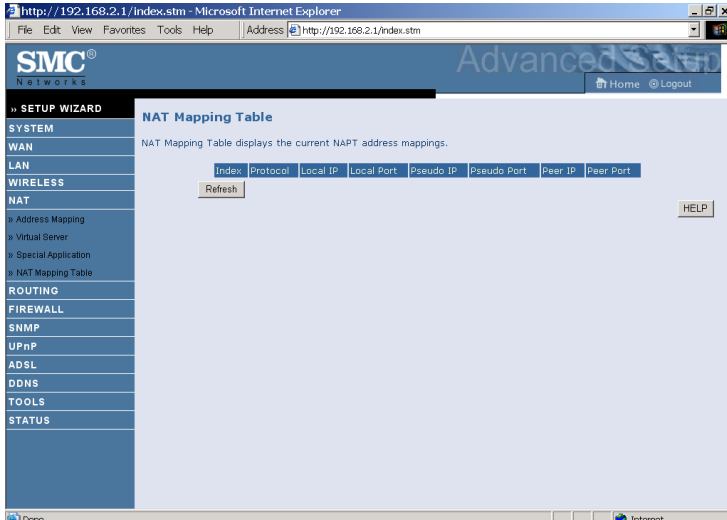 http://192.168.2.1/index.stm - Microsoft Internet Explorer
File Edit View Favorites Tools Help Address http://192.168.2.1/index.stm
SMC®
Networks
Advanced Setup
Home Logout
» SETUP WIZARD
SYSTEM
WAN
LAN
WIRELESS
NAT
» Address Mapping
» Virtual Server
» Special Application
» NAT Mapping Table
ROUTING
FIREWALL
SNMP
UPnP
ADSL
DDNS
TOOLS
STATUS
NAT Mapping Table
NAT Mapping Table displays the current NAPT address mappings.
Index Protocol Local IP Local Port Pseudo IP Pseudo Port Peer IP Peer Port
Refresh
HELP
Done
Internet